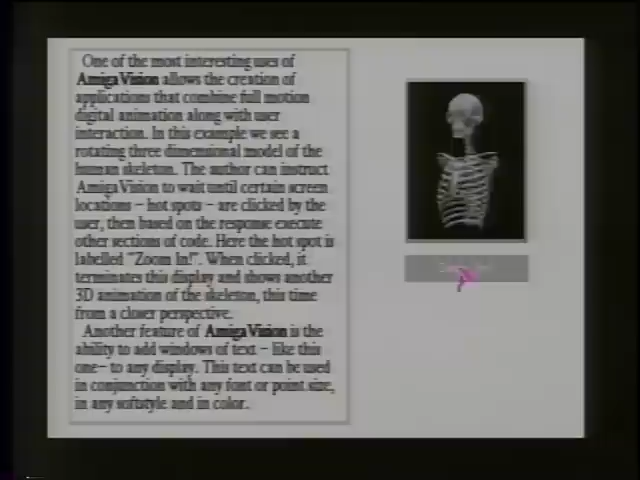 One of the most interesting uses of
AmigaVision allows the creation of
applications that combine full motion
digital animation along with user
interaction. In this example we see a
rotating three dimensional model of the
human skeleton. The author can instruct
AmigaVision to wait until certain screen
locations - hot spots - are clicked by the
user, then based on the response execute
other sections of code. Here the hot spot is
labelled "Zoom In!". When clicked, it
terminates this display and shows another
3D animation of the skeleton, this time
from a closer perspective.
Another feature of AmigaVision is the
ability to add windows of text - like this
one- to any display. This text can be used
in conjunction with any font or point size,
in any softstyle and in color.